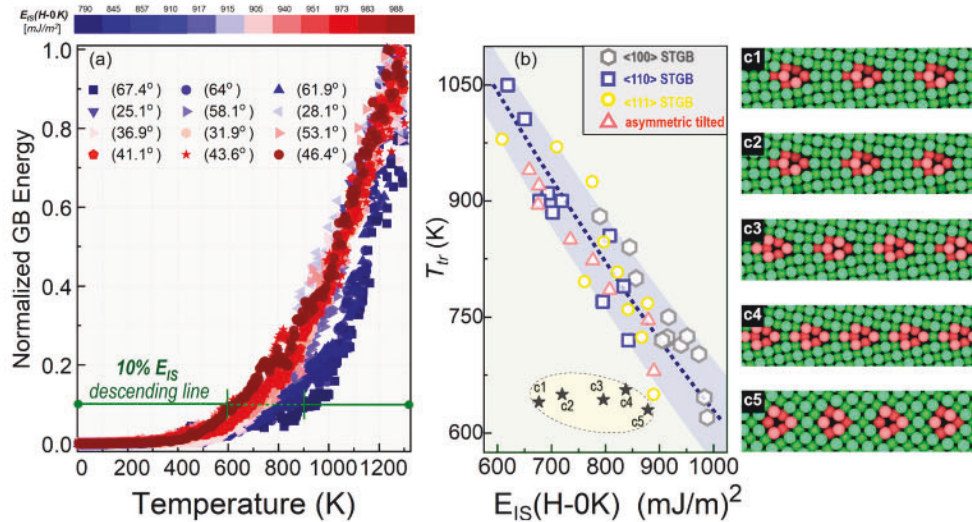 E_IS(H-0K)
[mJ/m²]
790 845 857 910 915 905 940 951 973 983 988
(a)
(67.4°) (64°) (61.9°)
(25.1°) (58.1°) (28.1°)
(36.9°) (31.9°) (53.1°)
(41.1°) (43.6°) (46.4°)
10% E_IS
descending line
Normalized GB Energy
1.0
0.8
0.6
0.4
0.2
0.0
0 200 400 600 800 1000 1200
Temperature (K)
(b)
<100> STGB
<110> STGB
<111> STGB
asymmetric tilted
T_tr (K)
1050
900
750
600
c1 c2 c3 c4 c5
600 700 800 900 1000
E_IS(H-0K) (mJ/m)²
c1
c2
c3
c4
c5